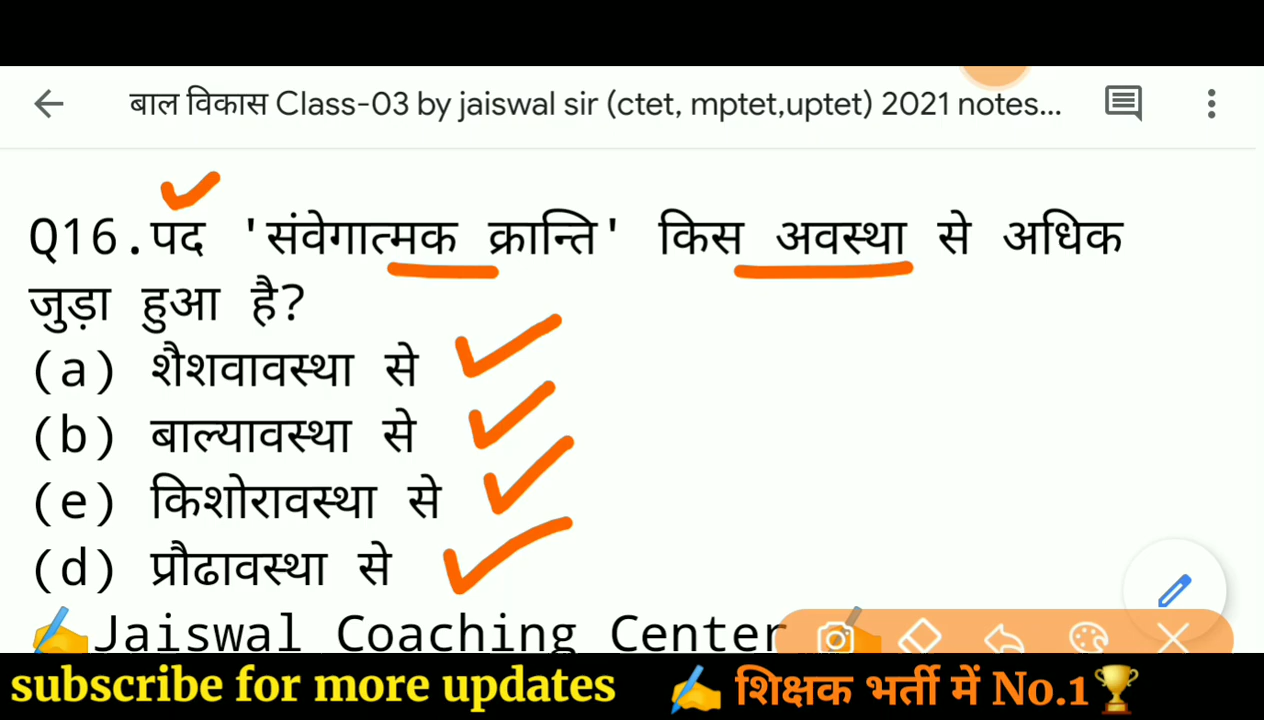 बाल विकास Class-03 by jaiswal sir (ctet, mptet,uptet) 2021 notes...
Q16.पद 'संवेगात्मक क्रान्ति' किस अवस्था से अधिक
जुड़ा हुआ है?
(a) शैशवावस्था से
(b) बाल्यावस्था से
(e) किशोरावस्था से
(d) प्रौढावस्था से
✍Jaiswal Coaching Center ✍
subscribe for more updates ✍ शिक्षक भर्ती में No.1🏆